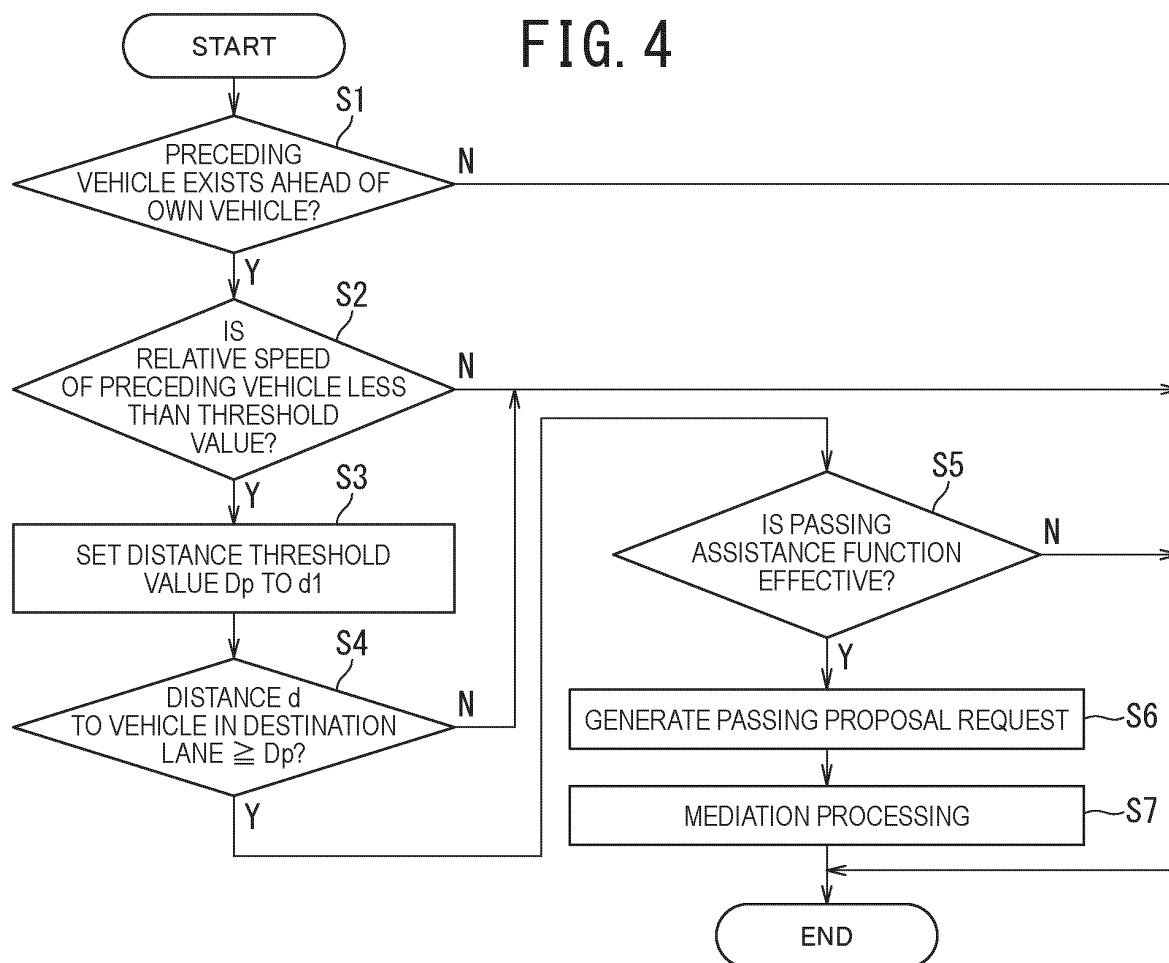 FIG. 4
START
S1
PRECEDING
VEHICLE EXISTS AHEAD OF
OWN VEHICLE?
N
Y
S2
IS
RELATIVE SPEED
OF PRECEDING VEHICLE LESS
THAN THRESHOLD
VALUE?
N
Y
S3
SET DISTANCE THRESHOLD
VALUE Dp TO d1
S4
DISTANCE d
TO VEHICLE IN DESTINATION
LANE ≧ Dp?
N
Y
S5
IS PASSING
ASSISTANCE FUNCTION
EFFECTIVE?
N
Y
GENERATE PASSING PROPOSAL REQUEST
S6
MEDIATION PROCESSING
S7
END